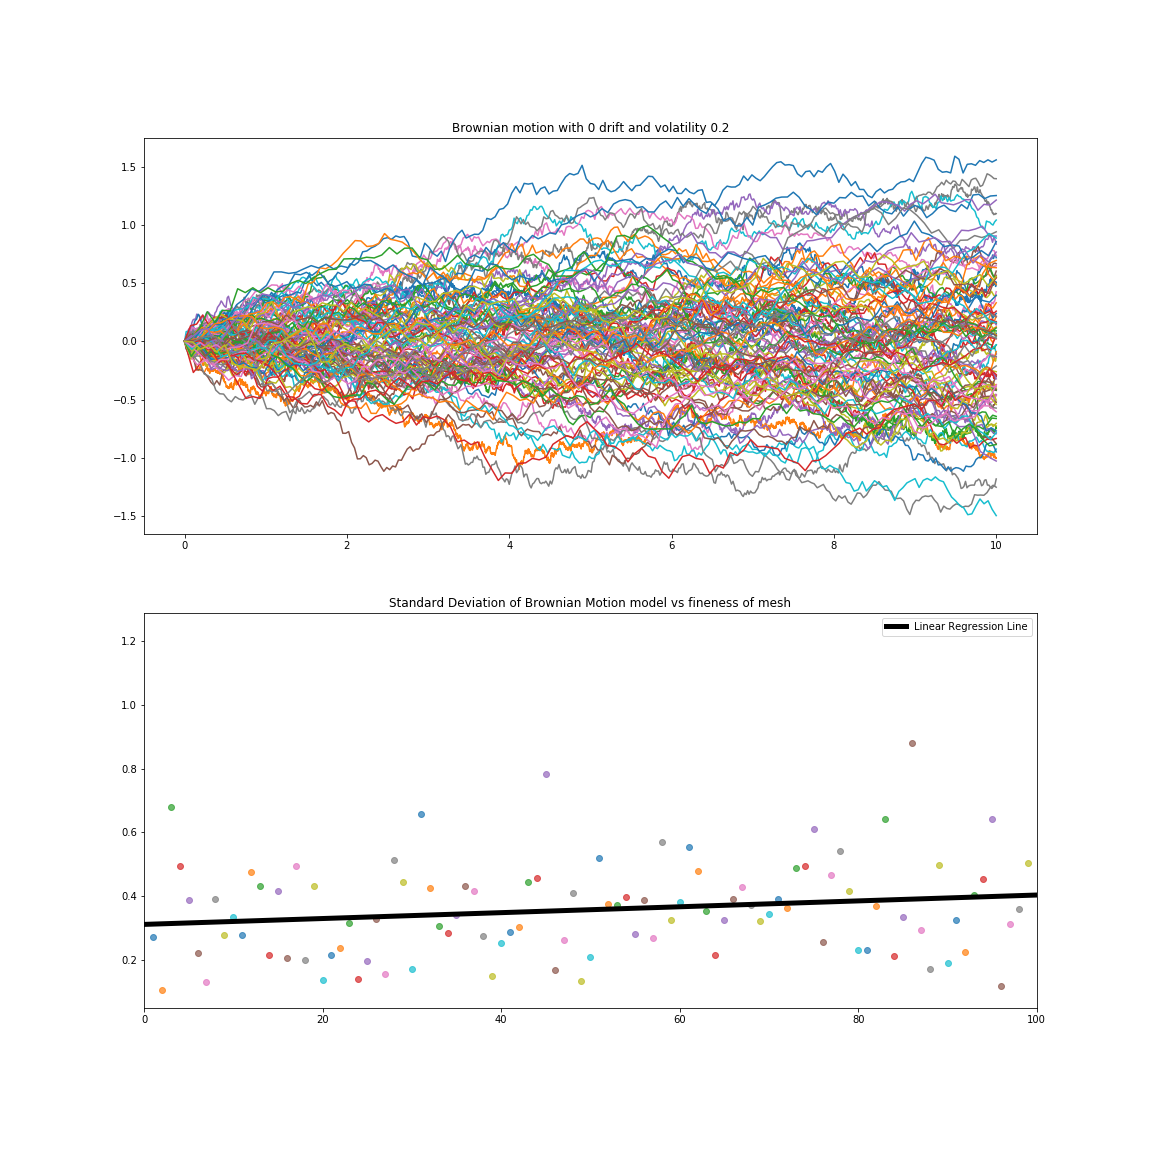 Brownian motion with 0 drift and volatility 0.2
1.5
1.0
0.5
0.0
−0.5
−1.0
−1.5
0 2 4 6 8 10
Standard Deviation of Brownian Motion model vs fineness of mesh
Linear Regression Line
1.2
1.0
0.8
0.6
0.4
0.2
0 20 40 60 80 100